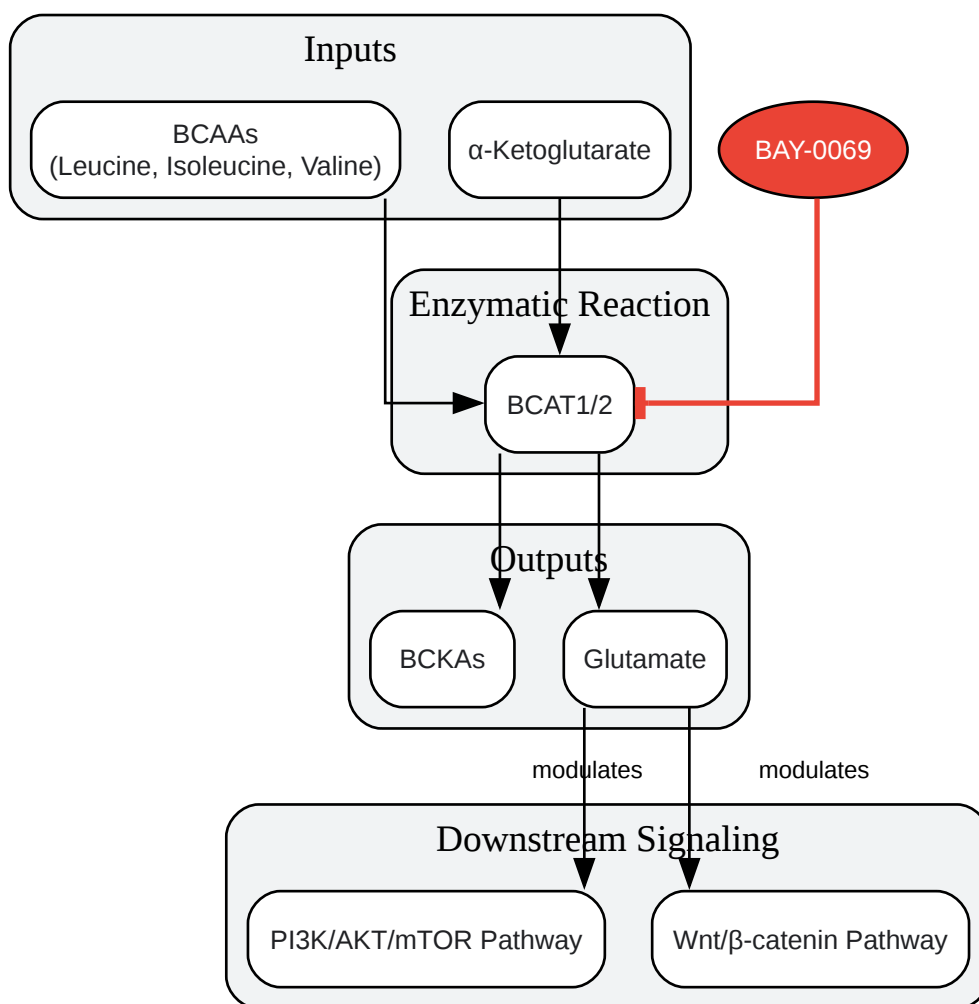 Inputs
BCAAs
(Leucine, Isoleucine, Valine)
α-Ketoglutarate
BAY-0069
Enzymatic Reaction
BCAT1/2
Outputs
BCKAs
Glutamate
modulates
modulates
Downstream Signaling
PI3K/AKT/mTOR Pathway
Wnt/β-catenin Pathway